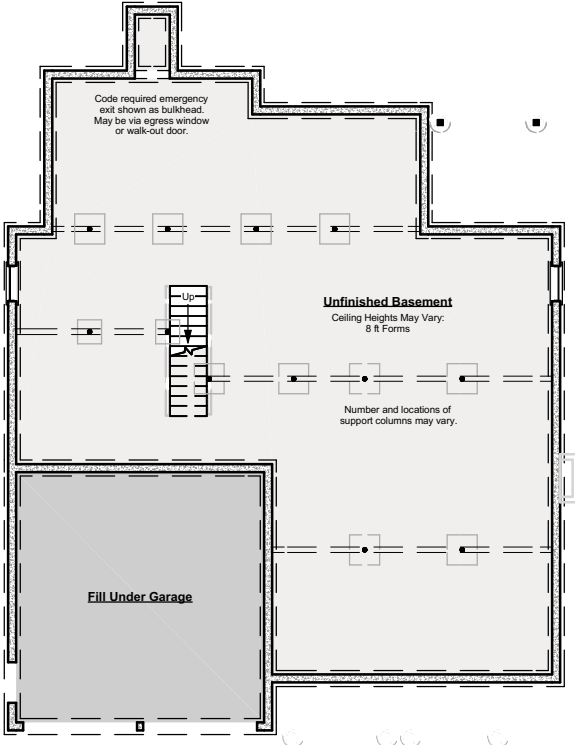 Code required emergency
exit shown as bulkhead.
May be via egress window
or walk-out door.
Up
Unfinished Basement
Ceiling Heights May Vary:
8 ft Forms
Number and locations of
support columns may vary.
Fill Under Garage